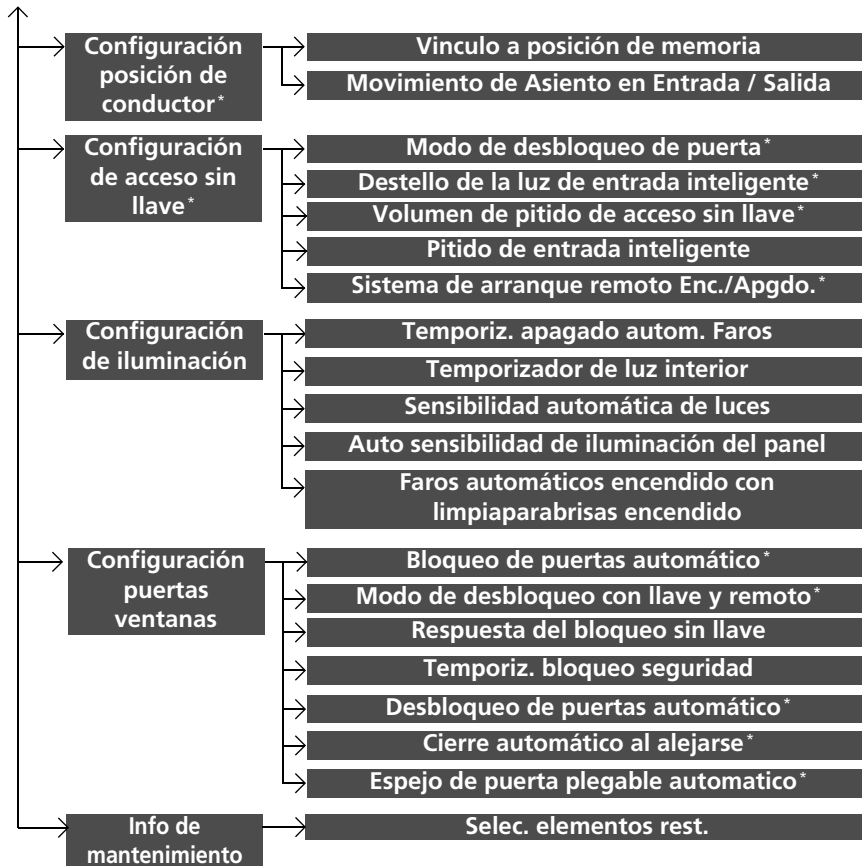 Configuración
posición de
conductor*
Vinculo a posición de memoria
Movimiento de Asiento en Entrada / Salida
Configuración
de acceso sin
llave*
Modo de desbloqueo de puerta*
Destello de la luz de entrada inteligente*
Volumen de pitido de acceso sin llave*
Pitido de entrada inteligente
Sistema de arranque remoto Enc./Apgdo.*
Configuración
de iluminación
Temporiz. apagado autom. Faros
Temporizador de luz interior
Sensibilidad automática de luces
Auto sensibilidad de iluminación del panel
Faros automáticos encendido con
limpiaparabrisas encendido
Configuración
puertas
ventanas
Bloqueo de puertas automático*
Modo de desbloqueo con llave y remoto*
Respuesta del bloqueo sin llave
Temporiz. bloqueo seguridad
Desbloqueo de puertas automático*
Cierre automático al alejarse*
Espejo de puerta plegable automatico*
Info de
mantenimiento
Selec. elementos rest.